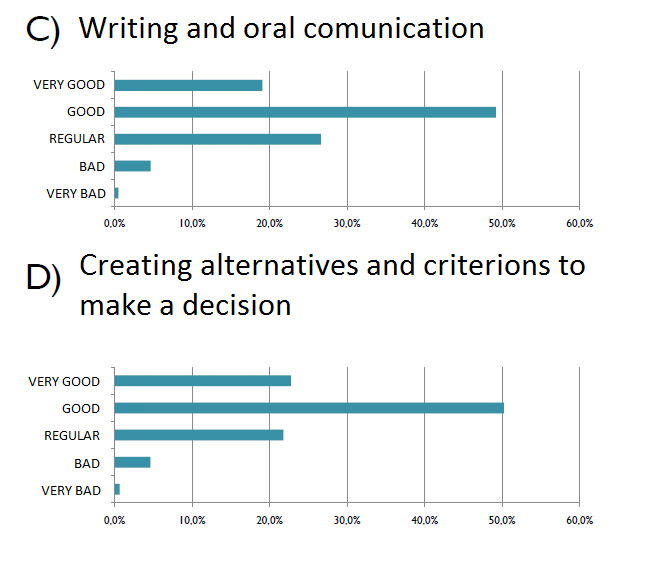 C) Writing and oral comunication
VERY GOOD
GOOD
REGULAR
BAD
VERY BAD
0,0% 10,0% 20,0% 30,0% 40,0% 50,0% 60,0%
D) Creating alternatives and criterions to
make a decision
VERY GOOD
GOOD
REGULAR
BAD
VERY BAD
0,0% 10,0% 20,0% 30,0% 40,0% 50,0% 60,0%